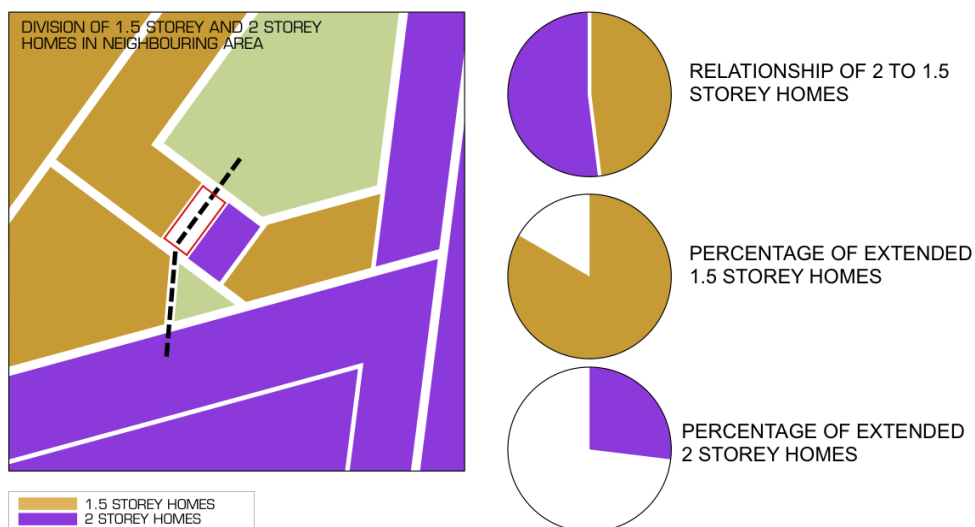 DIVISION OF 1.5 STOREY AND 2 STOREY
HOMES IN NEIGHBOURING AREA
RELATIONSHIP OF 2 TO 1.5
STOREY HOMES
PERCENTAGE OF EXTENDED
1.5 STOREY HOMES
PERCENTAGE OF EXTENDED
2 STOREY HOMES
1.5 STOREY HOMES
2 STOREY HOMES